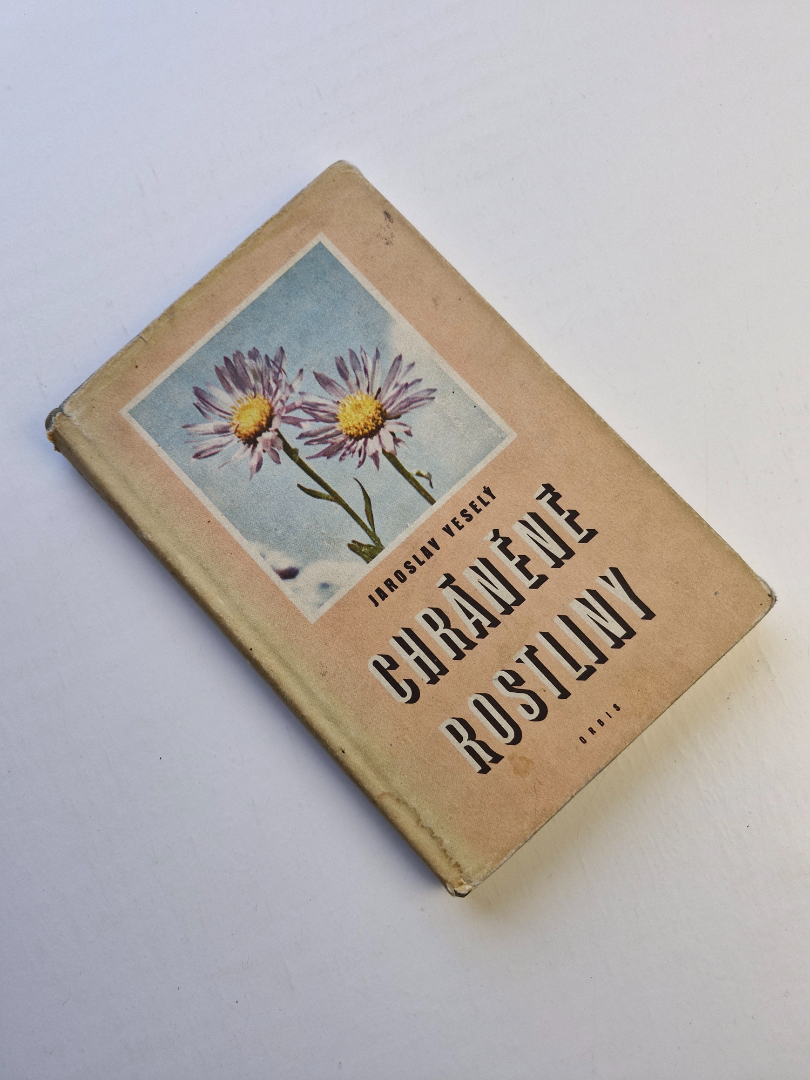 JAROSLAV VESELÝ
CHRÁNĚNÉ
ROSTLINY
ORBIS